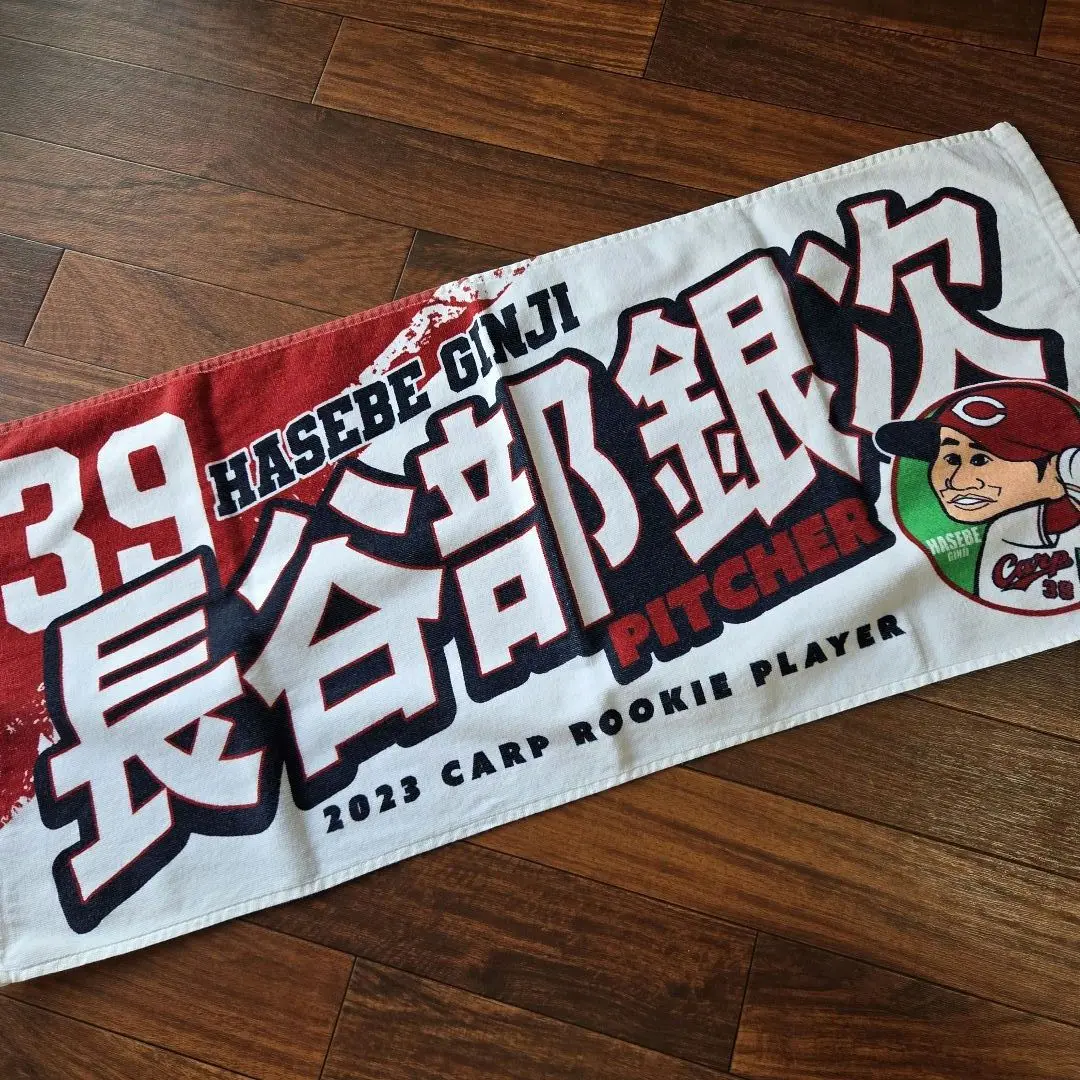 39
HASEBE GINJI
長谷部銀次
PITCHER
2023 CARP ROOKIE PLAYER
C
HASEBE
GINJI
Carp
39